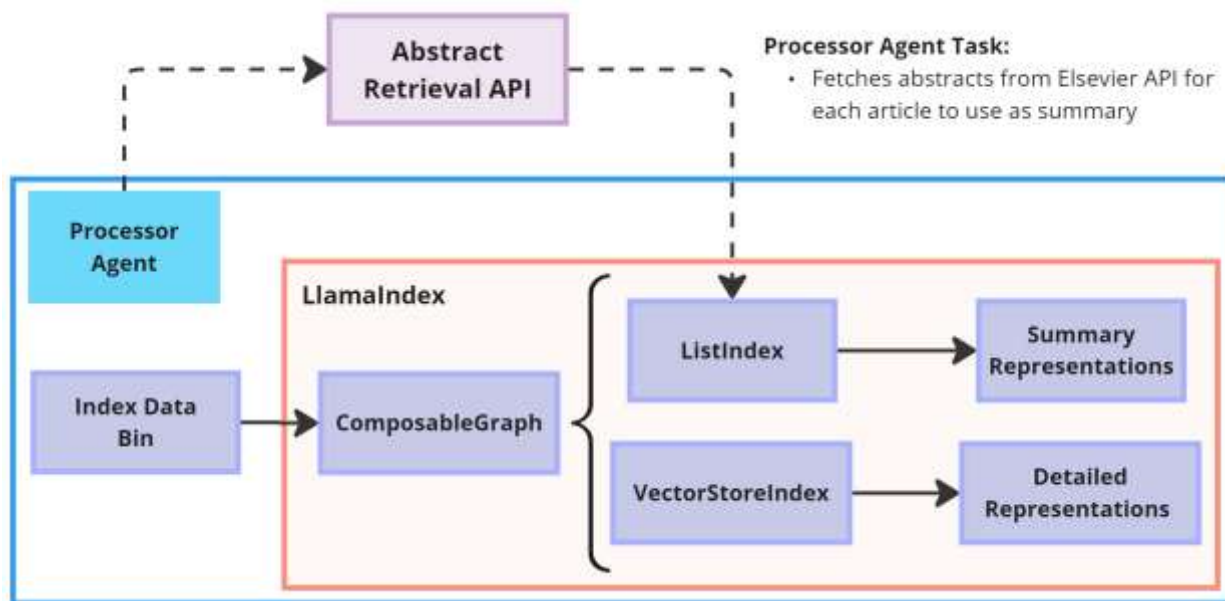 Abstract
Retrieval API
Processor Agent Task:
• Fetches abstracts from Elsevier API for
each article to use as summary
Processor
Agent
LlamaIndex
ListIndex
Summary
Representations
Index Data
Bin
ComposableGraph
VectorStoreIndex
Detailed
Representations